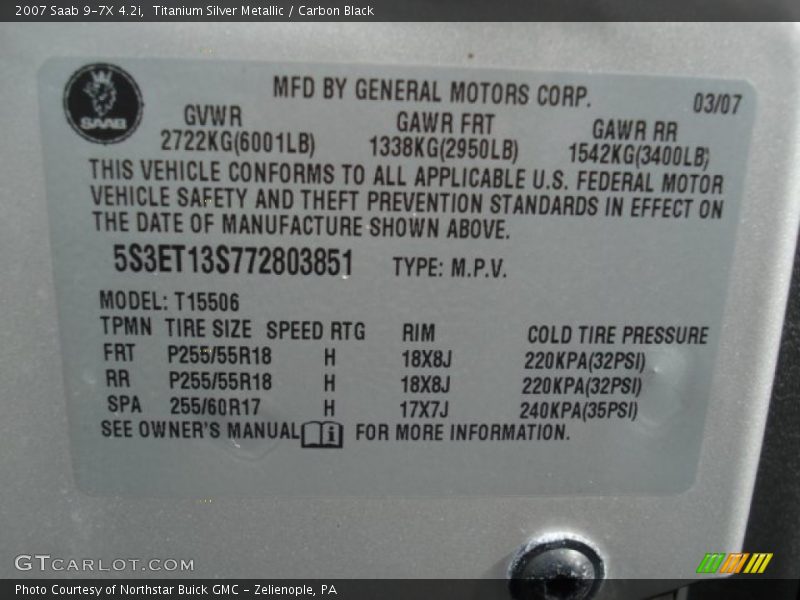 2007 Saab 9-7X 4.2i,  Titanium Silver Metallic / Carbon Black
MFD BY GENERAL MOTORS CORP. 03/07
SAAB
GVWR GAWR FRT GAWR RR
2722KG(6001LB) 1338KG(2950LB) 1542KG(3400LB)
THIS VEHICLE CONFORMS TO ALL APPLICABLE U.S. FEDERAL MOTOR
VEHICLE SAFETY AND THEFT PREVENTION STANDARDS IN EFFECT ON
THE DATE OF MANUFACTURE SHOWN ABOVE.
5S3ET13S772803851 TYPE: M.P.V.
MODEL: T15506
TPMN TIRE SIZE SPEED RTG RIM COLD TIRE PRESSURE
FRT P255/55R18 H 18X8J 220KPA(32PSI)
RR P255/55R18 H 18X8J 220KPA(32PSI)
SPA 255/60R17 H 17X7J 240KPA(35PSI)
SEE OWNER'S MANUAL i FOR MORE INFORMATION.
GTCARLOT.COM
Photo Courtesy of Northstar Buick GMC - Zelienople, PA